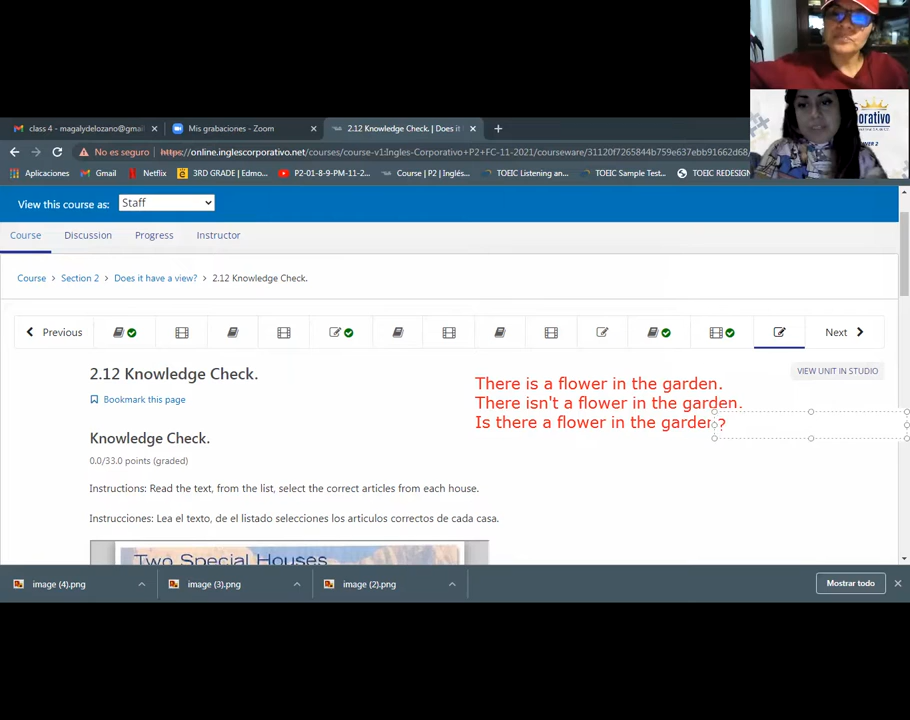 class 4 - magalydelozano@gmai
Mis grabaciones - Zoom
2.12 Knowledge Check. | Does it
No es seguro
https://online.inglescorporativo.net/courses/course-v1:Ingles-Corporativo+P2+FC-11-2021/courseware/31120f7265844b759e637ebb91662d68
orativo
Aplicaciones
Gmail
Netflix
3RD GRADE | Edmo...
P2-01-8-9-PM-11-2...
Course | P2 | Inglés...
TOEIC Listening an...
TOEIC Sample Test...
TOEIC REDESIGN
View this course as:
Staff
Course
Discussion
Progress
Instructor
Course > Section 2 > Does it have a view? > 2.12 Knowledge Check.
Previous
Next
2.12 Knowledge Check.
VIEW UNIT IN STUDIO
Bookmark this page
There is a flower in the garden.
There isn't a flower in the garden.
Is there a flower in the garden?
Knowledge Check.
0.0/33.0 points (graded)
Instructions: Read the text, from the list, select the correct articles from each house.
Instrucciones: Lea el texto, de el listado selecciones los articulos correctos de cada casa.
Two Special Houses
image (4).png
image (3).png
image (2).png
Mostrar todo